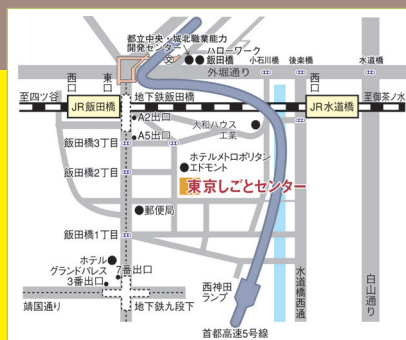 都立中央・城北職業能力
開発センター
ハローワーク
飯田橋
小石川橋
後楽橋
水道橋
外堀通り
西口
東口
西口
至四ツ谷
JR飯田橋
地下鉄飯田橋
JR水道橋
至御茶ノ水
A2出口
大和ハウス
工業
A5出口
飯田橋3丁目
ホテルメトロポリタン
エドモント
飯田橋2丁目
東京しごとセンター
郵便局
飯田橋1丁目
ホテル
グランドパレス
7番出口
3番出口
西神田
ランプ
水道橋西通
白山通り
靖国通り
地下鉄九段下
首都高速5号線